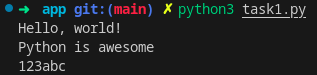 ➜ app git:(main) ✗ python3 task1.py
Hello, world!
Python is awesome
123abc